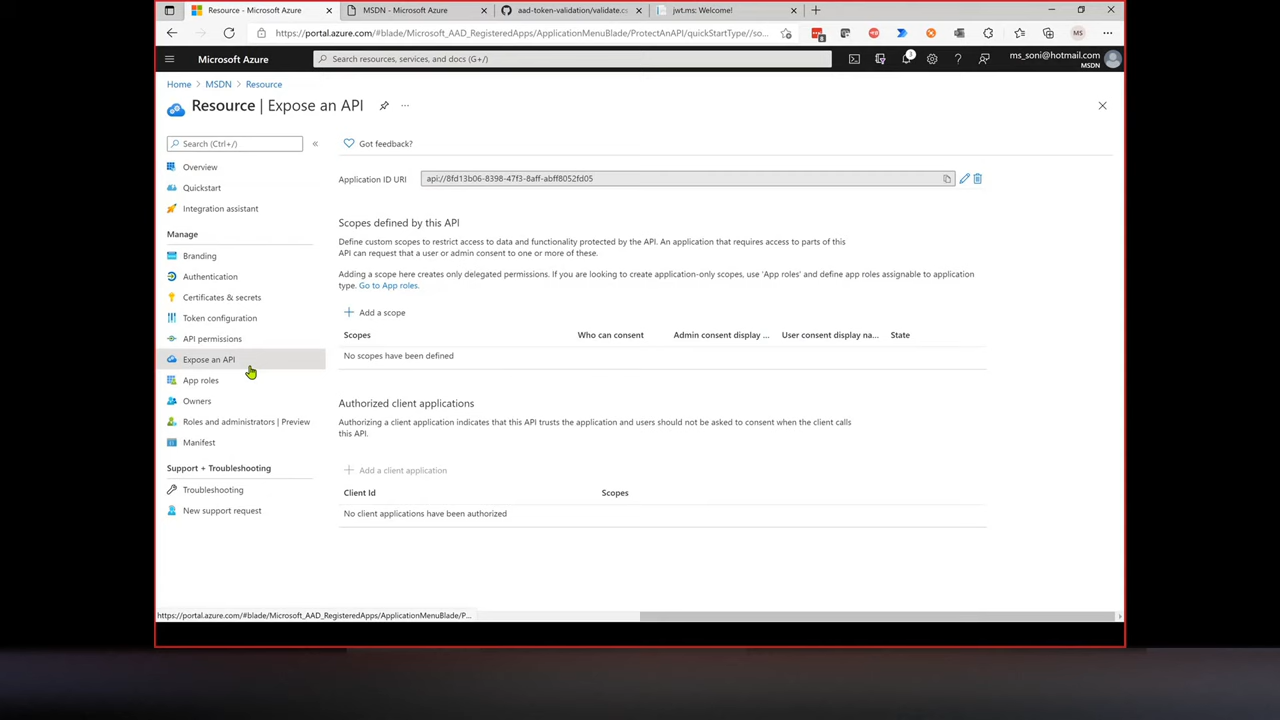 Resource - Microsoft Azure
MSDN - Microsoft Azure
aad-token-validation/validate.cs
jwt.ms: Welcome!
https://portal.azure.com/#blade/Microsoft_AAD_RegisteredApps/ApplicationMenuBlade/ProtectAnAPI/quickStartType//so...
MS
Microsoft Azure
Search resources, services, and docs (G+/)
1
ms_soni@hotmail.com
MSDN
Home > MSDN > Resource
Resource | Expose an API
Search (Ctrl+/)
Overview
Quickstart
Integration assistant
Manage
Branding
Authentication
Certificates & secrets
Token configuration
API permissions
Expose an API
App roles
Owners
Roles and administrators | Preview
Manifest
Support + Troubleshooting
Troubleshooting
New support request
Got feedback?
Application ID URI
api://8fd13b06-8398-47f3-8aff-abff8052fd05
Scopes defined by this API
Define custom scopes to restrict access to data and functionality protected by the API. An application that requires access to parts of this
API can request that a user or admin consent to one or more of these.
Adding a scope here creates only delegated permissions. If you are looking to create application-only scopes, use 'App roles' and define app roles assignable to application
type. Go to App roles.
Add a scope
Scopes Who can consent Admin consent display ... User consent display na... State
No scopes have been defined
Authorized client applications
Authorizing a client application indicates that this API trusts the application and users should not be asked to consent when the client calls
this API.
Add a client application
Client Id Scopes
No client applications have been authorized
https://portal.azure.com/#blade/Microsoft_AAD_RegisteredApps/ApplicationMenuBlade/P...